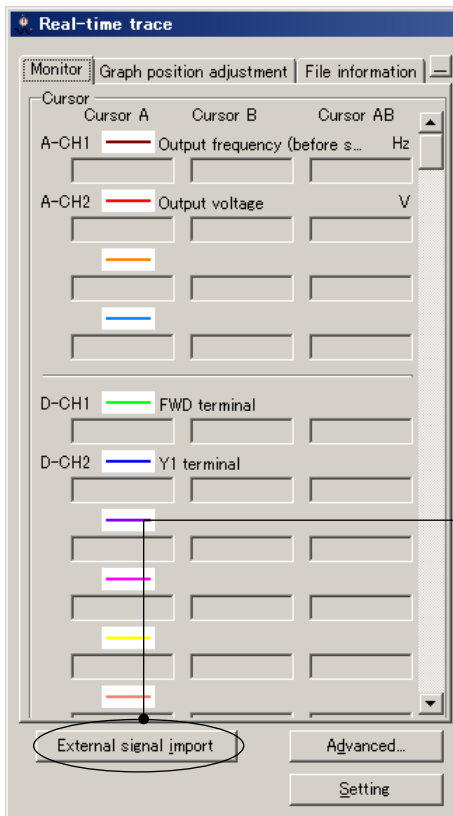 Real-time trace
Monitor Graph position adjustment File information
Cursor
Cursor A Cursor B Cursor AB
A-CH1 Output frequency (before s... Hz
A-CH2 Output voltage V
D-CH1 FWD terminal
D-CH2 Y1 terminal
External signal import Advanced...
Setting